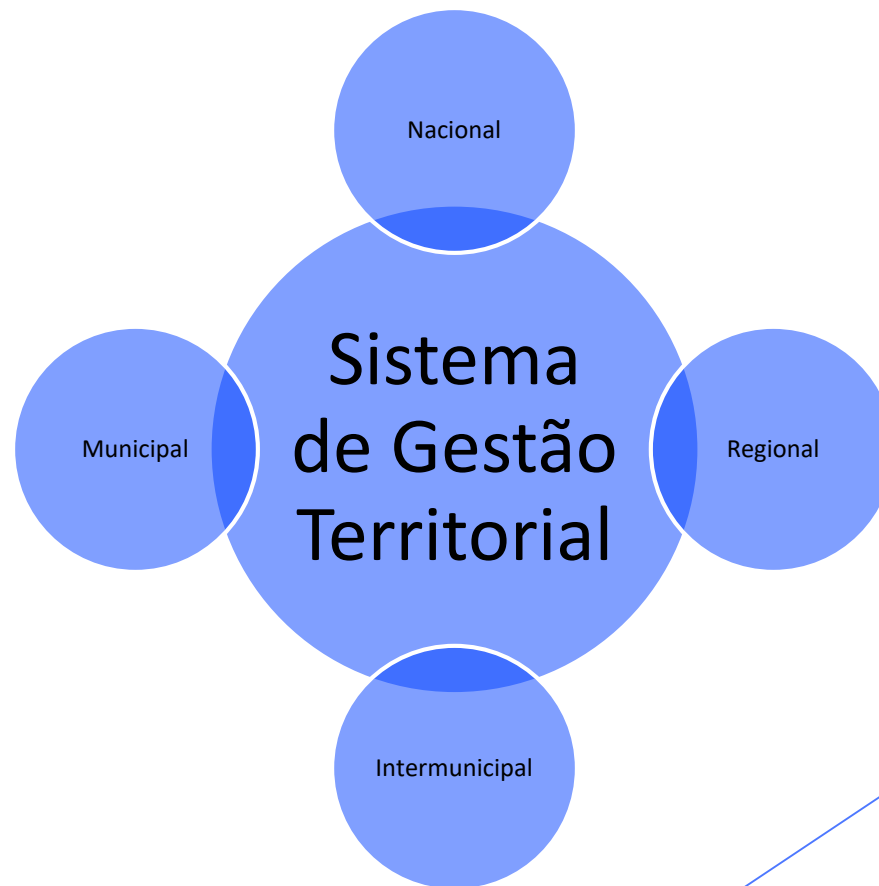 Nacional
Sistema
de Gestão
Territorial
Municipal
Regional
Intermunicipal